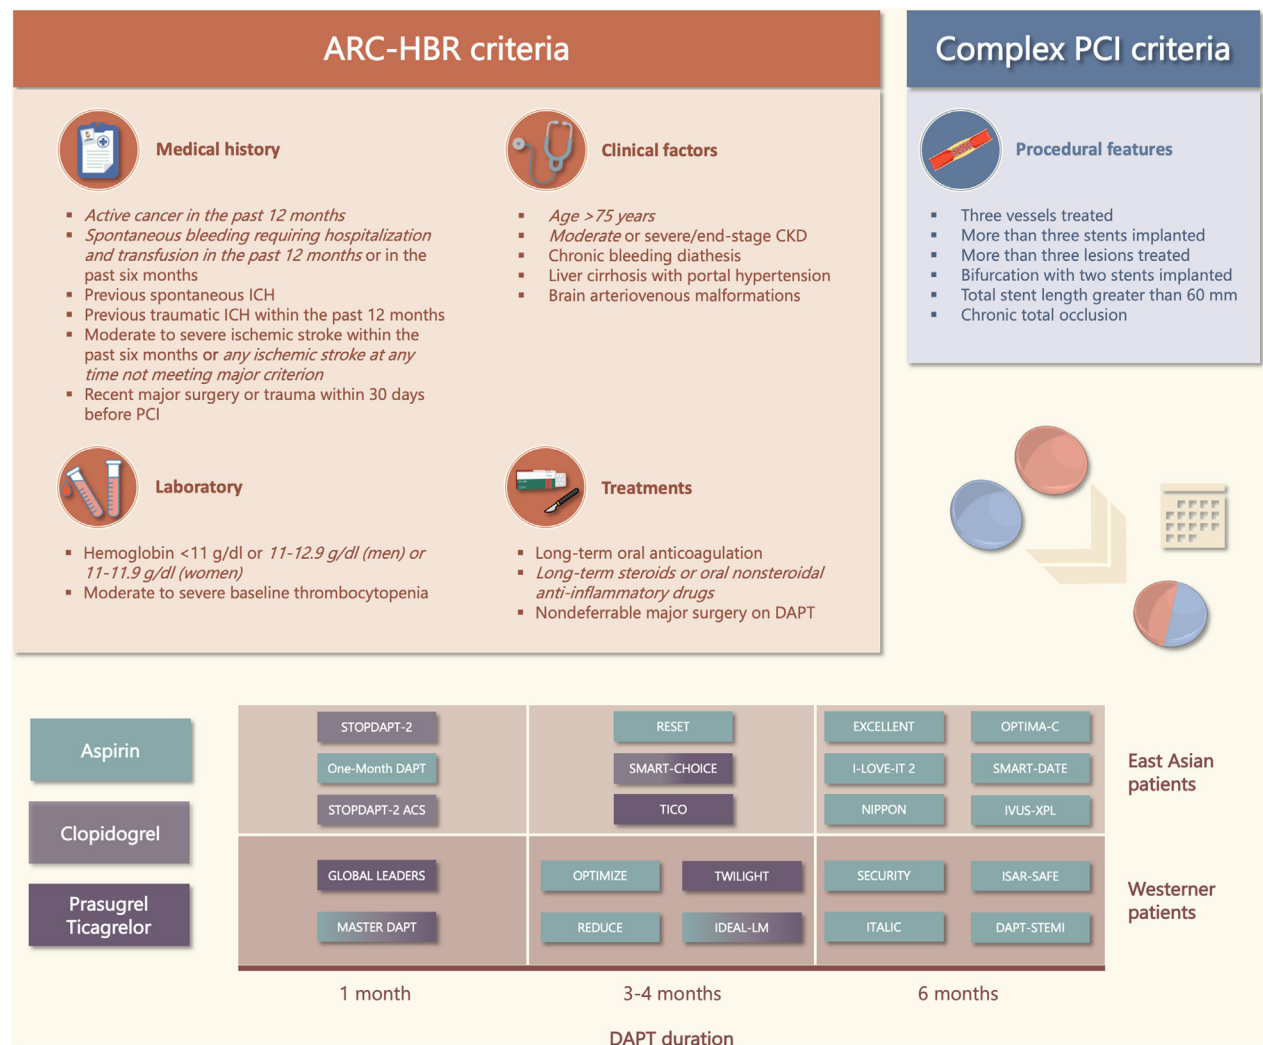 ARC-HBR criteria
Complex PCI criteria
Medical history
Active cancer in the past 12 months
Spontaneous bleeding requiring hospitalization
and transfusion in the past 12 months or in the
past six months
Previous spontaneous ICH
Previous traumatic ICH within the past 12 months
Moderate to severe ischemic stroke within the
past six months or any ischemic stroke at any
time not meeting major criterion
Recent major surgery or trauma within 30 days
before PCI
Clinical factors
Age >75 years
Moderate or severe/end-stage CKD
Chronic bleeding diathesis
Liver cirrhosis with portal hypertension
Brain arteriovenous malformations
Procedural features
Three vessels treated
More than three stents implanted
More than three lesions treated
Bifurcation with two stents implanted
Total stent length greater than 60 mm
Chronic total occlusion
Laboratory
Hemoglobin <11 g/dl or 11-12.9 g/dl (men) or
11-11.9 g/dl (women)
Moderate to severe baseline thrombocytopenia
Treatments
Long-term oral anticoagulation
Long-term steroids or oral nonsteroidal
anti-inflammatory drugs
Nondeferrable major surgery on DAPT
Aspirin
Clopidogrel
Prasugrel
Ticagrelor
STOPDAPT-2
One-Month DAPT
STOPDAPT-2 ACS
RESET
SMART-CHOICE
TICO
EXCELLENT
OPTIMA-C
I-LOVE-IT 2
SMART-DATE
NIPPON
IVUS-XPL
East Asian
patients
GLOBAL LEADERS
MASTER DAPT
OPTIMIZE
TWILIGHT
REDUCE
IDEAL-LM
SECURITY
ISAR-SAFE
ITALIC
DAPT-STEMI
Westerner
patients
1 month
3-4 months
6 months
DAPT duration